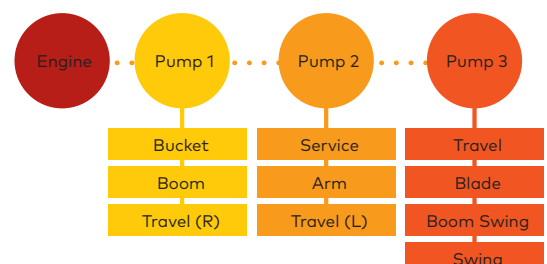 Engine
Pump 1
Pump 2
Pump 3
Bucket
Service
Travel
Boom
Arm
Blade
Travel (R)
Travel (L)
Boom Swing
Swing